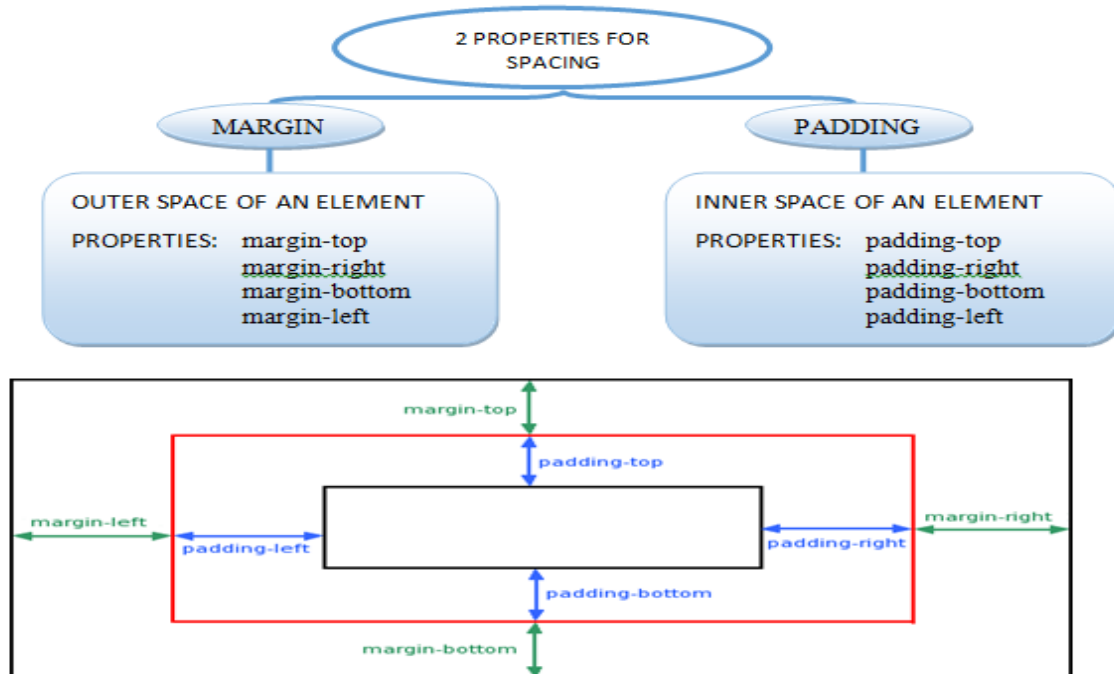 2 PROPERTIES FOR
SPACING
MARGIN
PADDING
OUTER SPACE OF AN ELEMENT
PROPERTIES: margin-top
margin-right
margin-bottom
margin-left
INNER SPACE OF AN ELEMENT
PROPERTIES: padding-top
padding-right
padding-bottom
padding-left
margin-top
padding-top
margin-left
padding-left
padding-right
margin-right
padding-bottom
margin-bottom